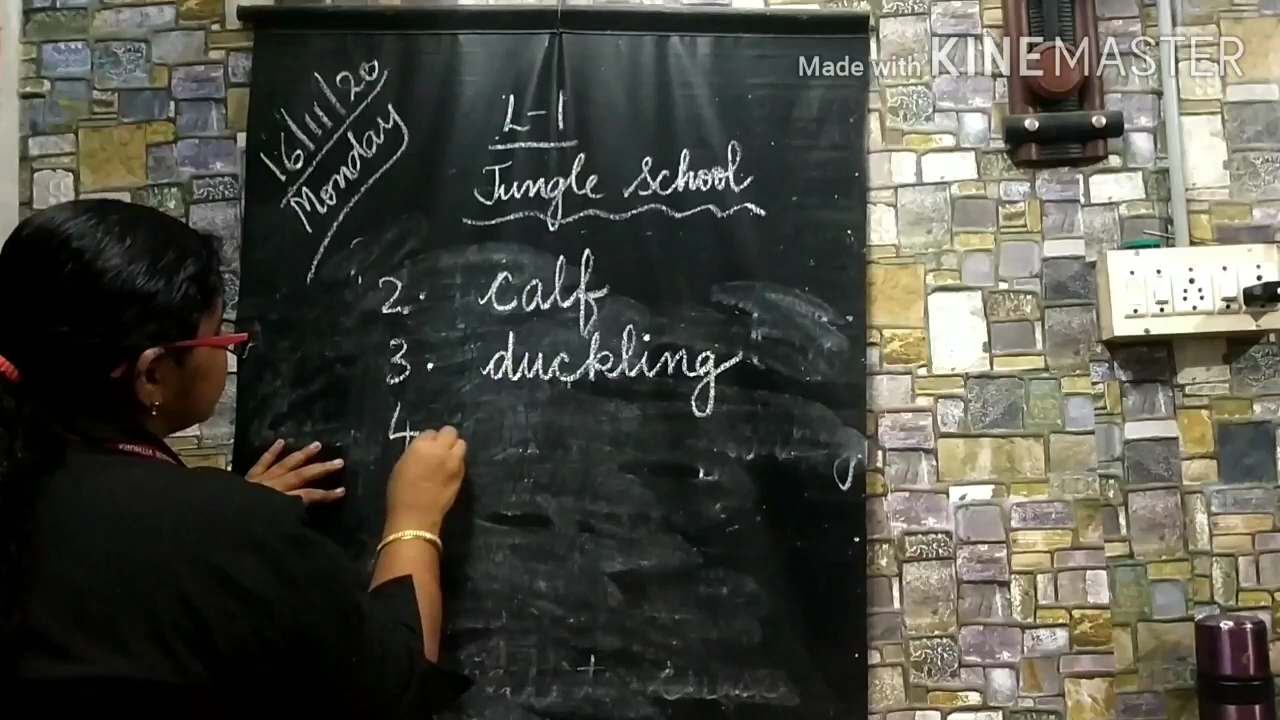 Made with KINEMASTER
16/11/20
Monday
L-1
Jungle School
2. calf
3. duckling
4